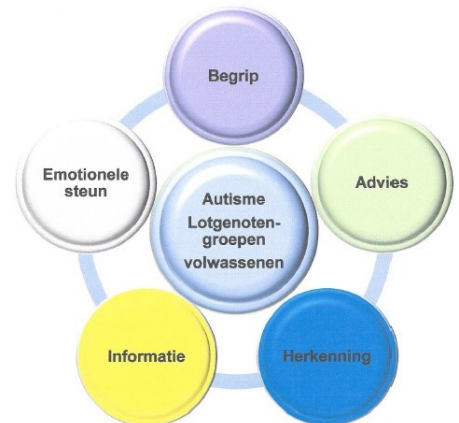 Begrip
Advies
Herkenning
Informatie
Emotionele
steun
Autisme
Lotgenoten-
groepen
volwassenen